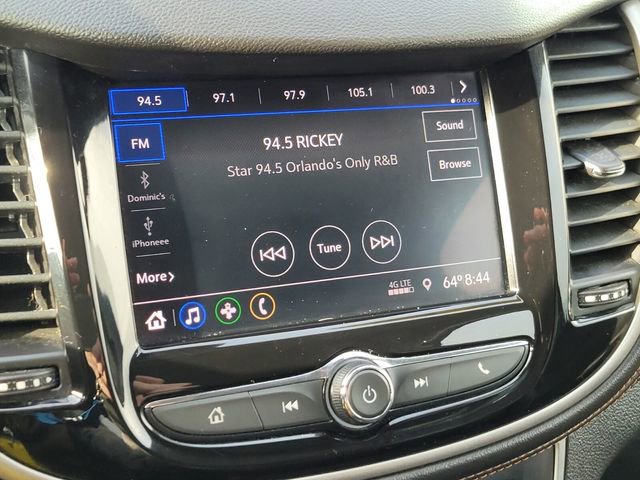 94.5 97.1 97.9 105.1 100.3
FM
94.5 RICKEY
Star 94.5 Orlando's Only R&B
Sound
Browse
Dominic's
iPhoneee
Tune
More
4G LTE
64° 8:44